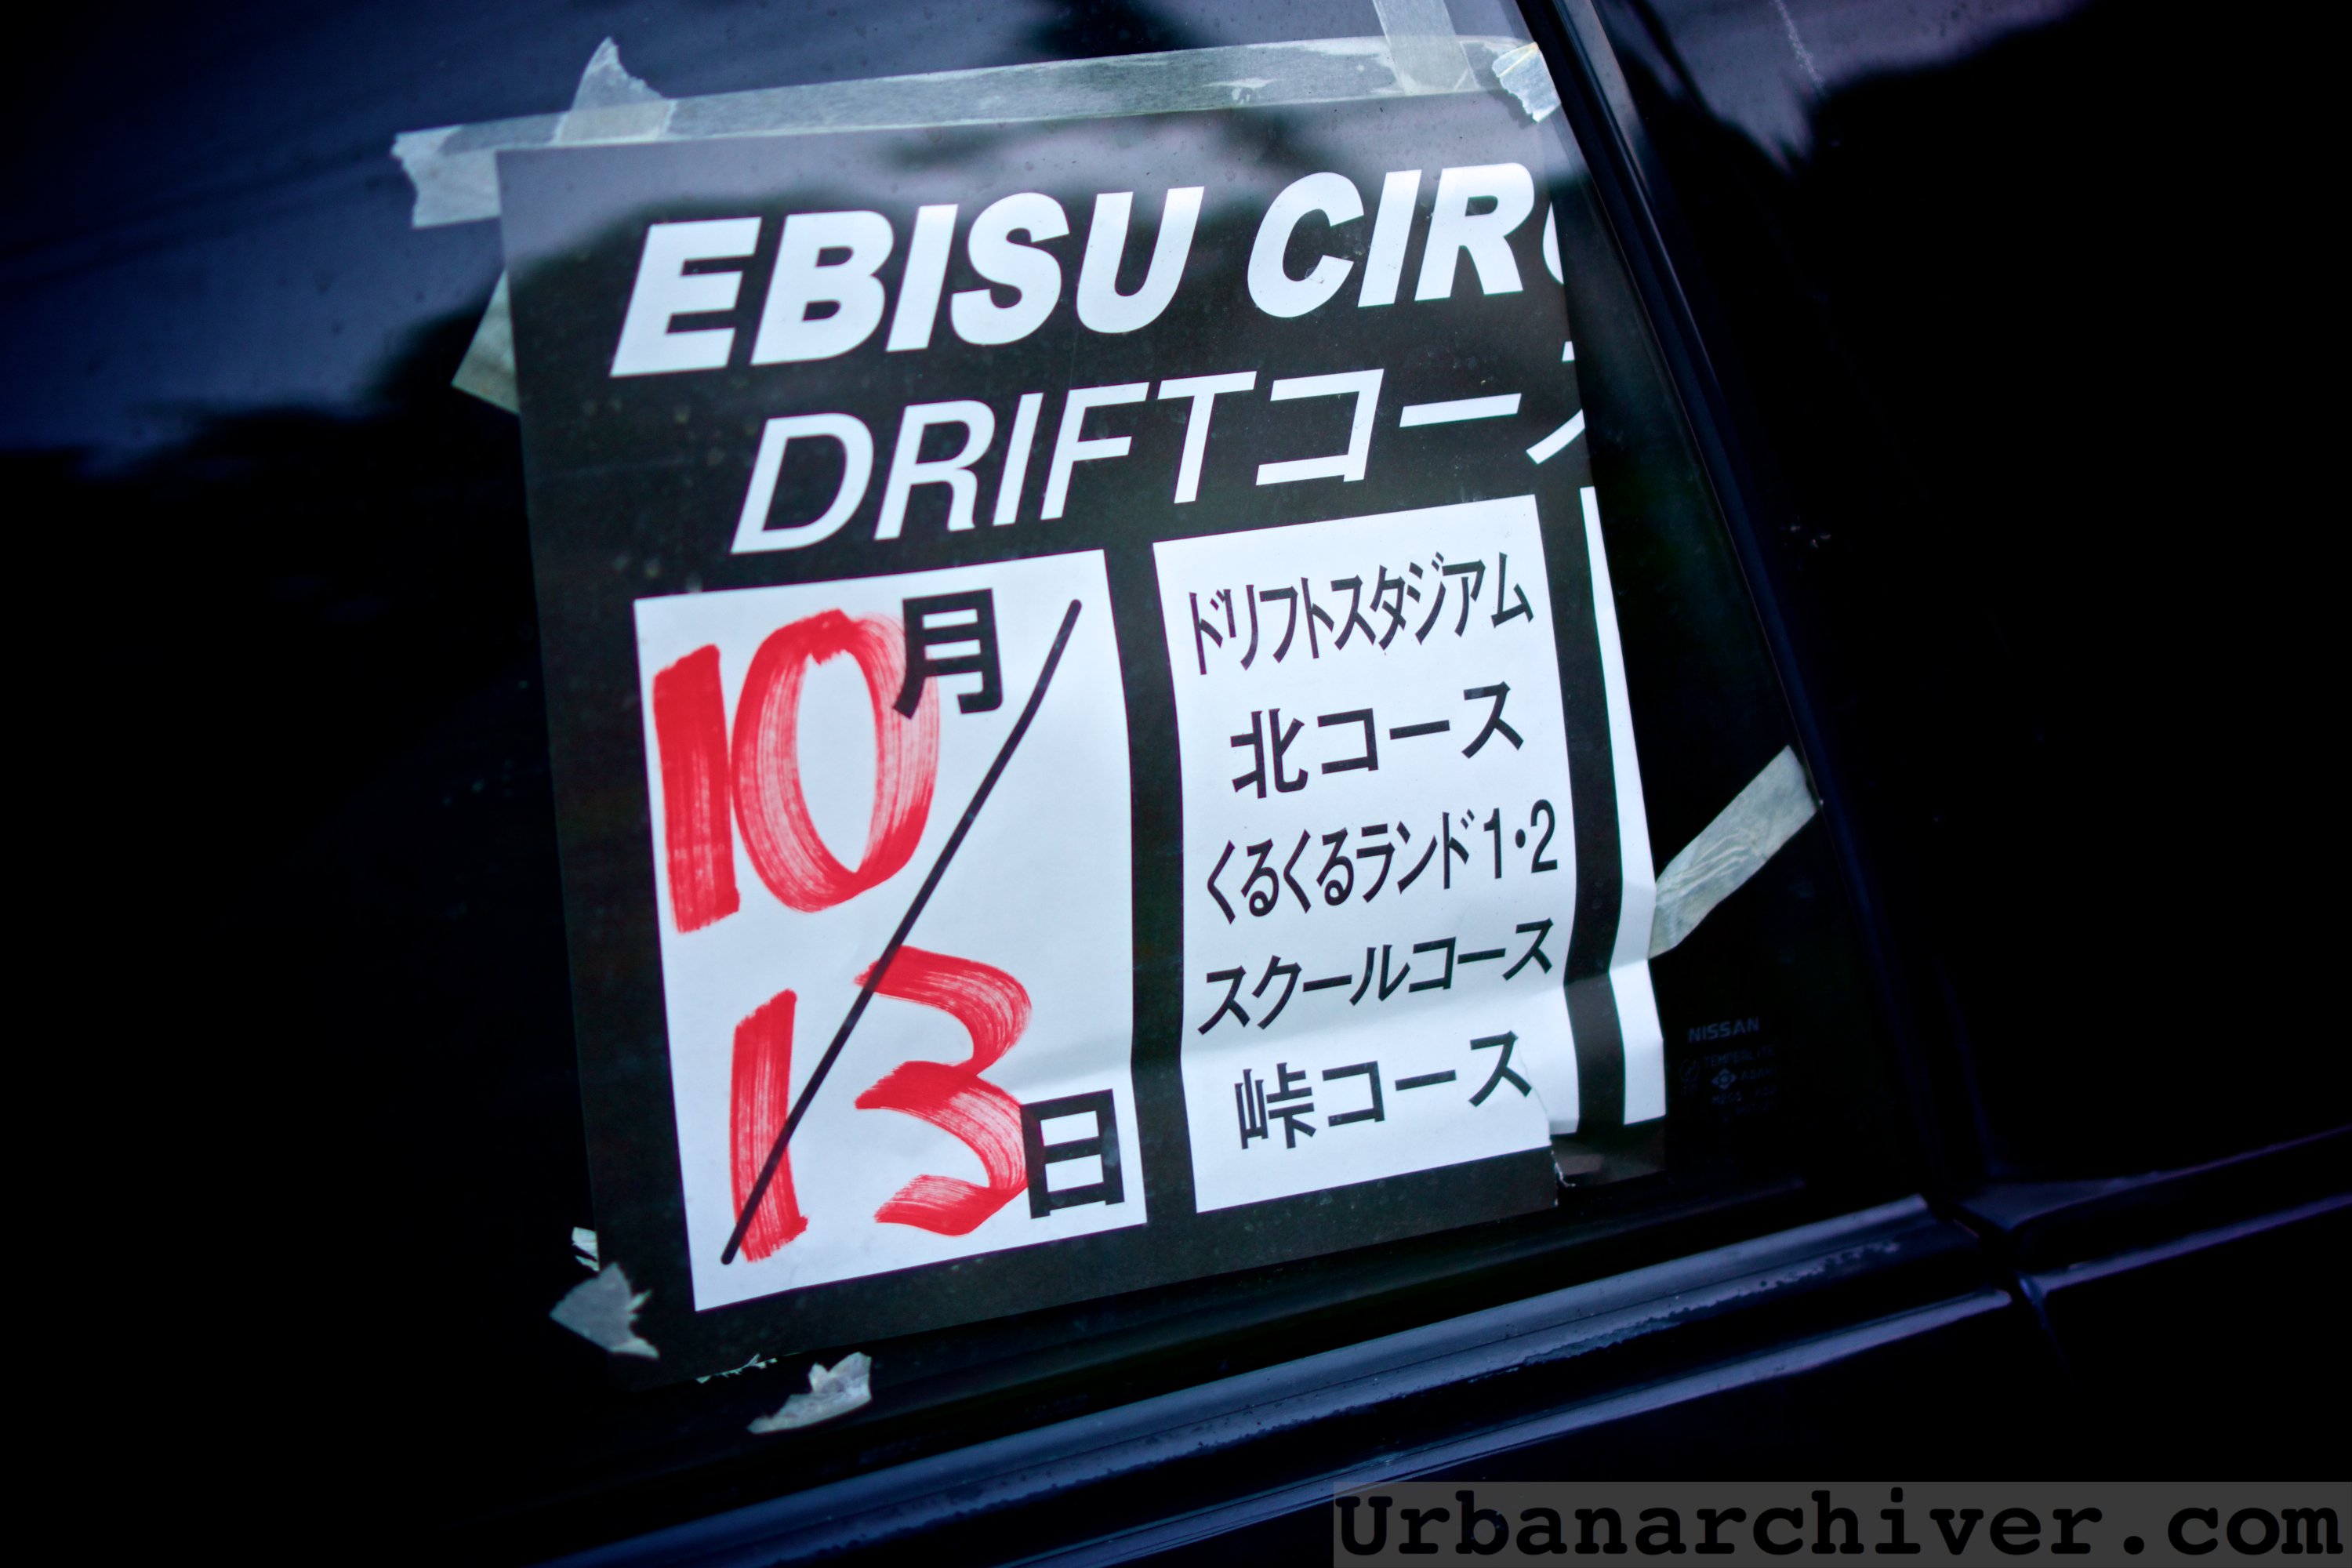 EBISU CIRC
DRIFTコース
10月
13日
ドリフトスタジアム
北コース
くるくるランド1・2
スクールコース
峠コース
NISSAN
Urbanarchiver.com